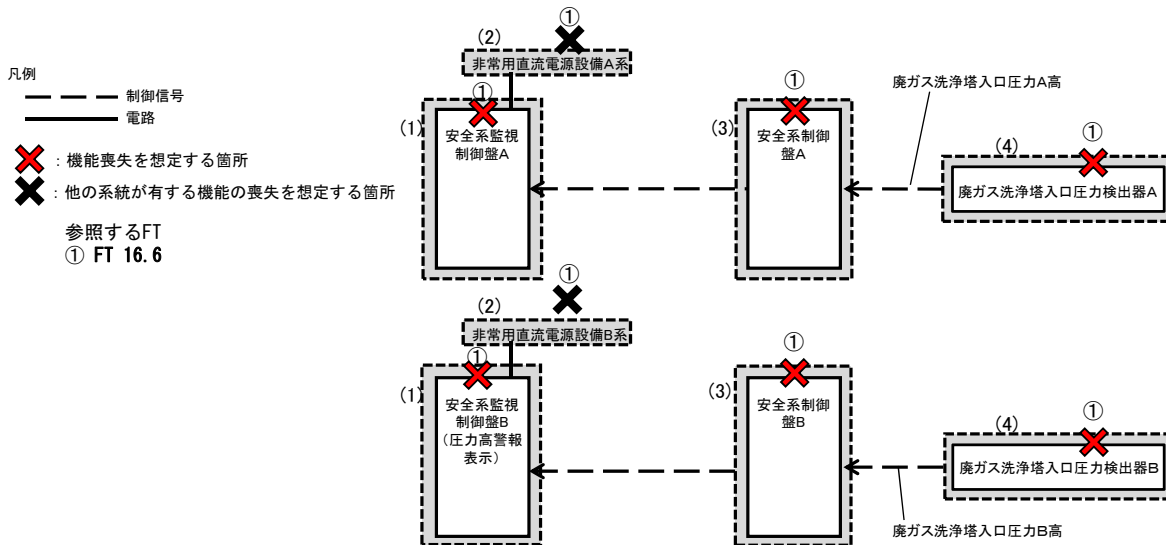 凡例
制御信号
電路
：機能喪失を想定する箇所
：他の系統が有する機能の喪失を想定する箇所
参照するFT
① FT 16.6
①
(2)
非常用直流電源設備A系
①
(1)
安全系監視
制御盤A
①
(3)
安全系制御
盤A
廃ガス洗浄塔入口圧力A高
①
(4)
廃ガス洗浄塔入口圧力検出器A
①
(2)
非常用直流電源設備B系
①
(1)
安全系監視
制御盤B
（圧力高警報
表示）
①
(3)
安全系制御
盤B
①
(4)
廃ガス洗浄塔入口圧力検出器B
廃ガス洗浄塔入口圧力B高